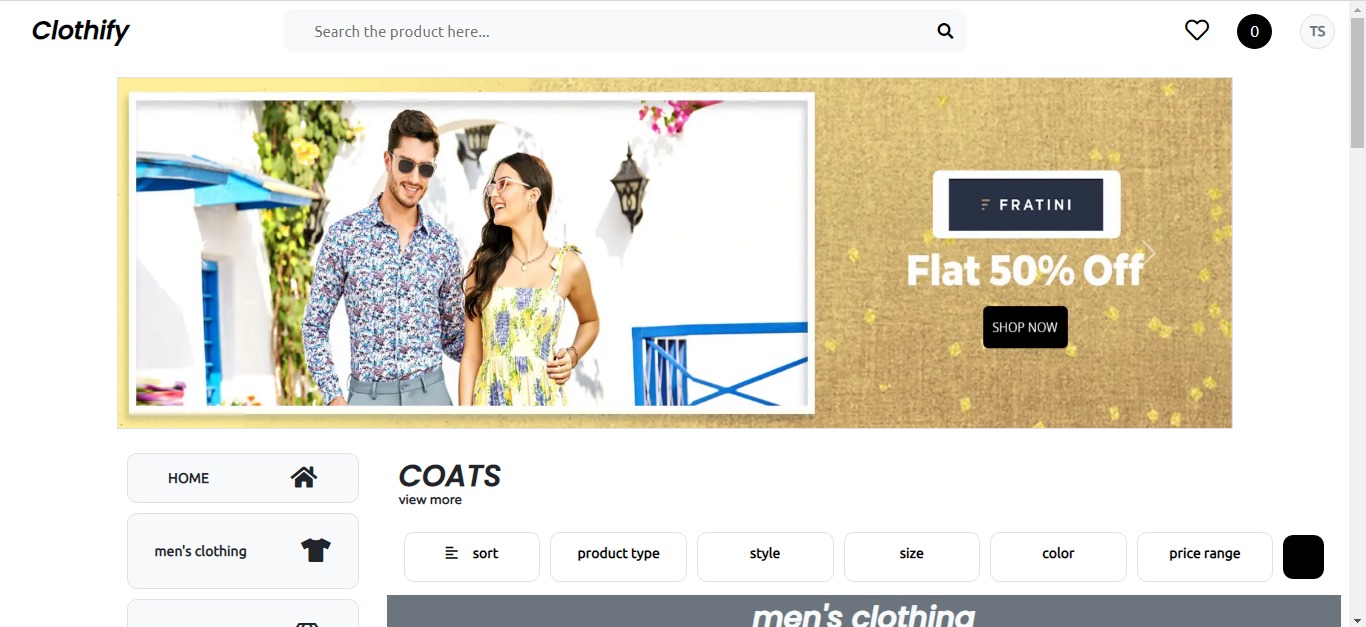 Clothify
Search the product here...
0
TS
FRATINI
Flat 50% Off
SHOP NOW
HOME
men's clothing
COATS
view more
sort
product type
style
size
color
price range
men's clothing